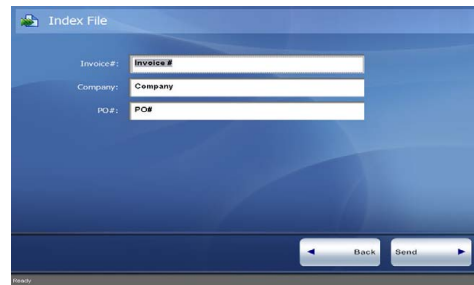 Index File
Invoice#: Invoice #
Company: Company
PO#: PO#
Back Send
Ready